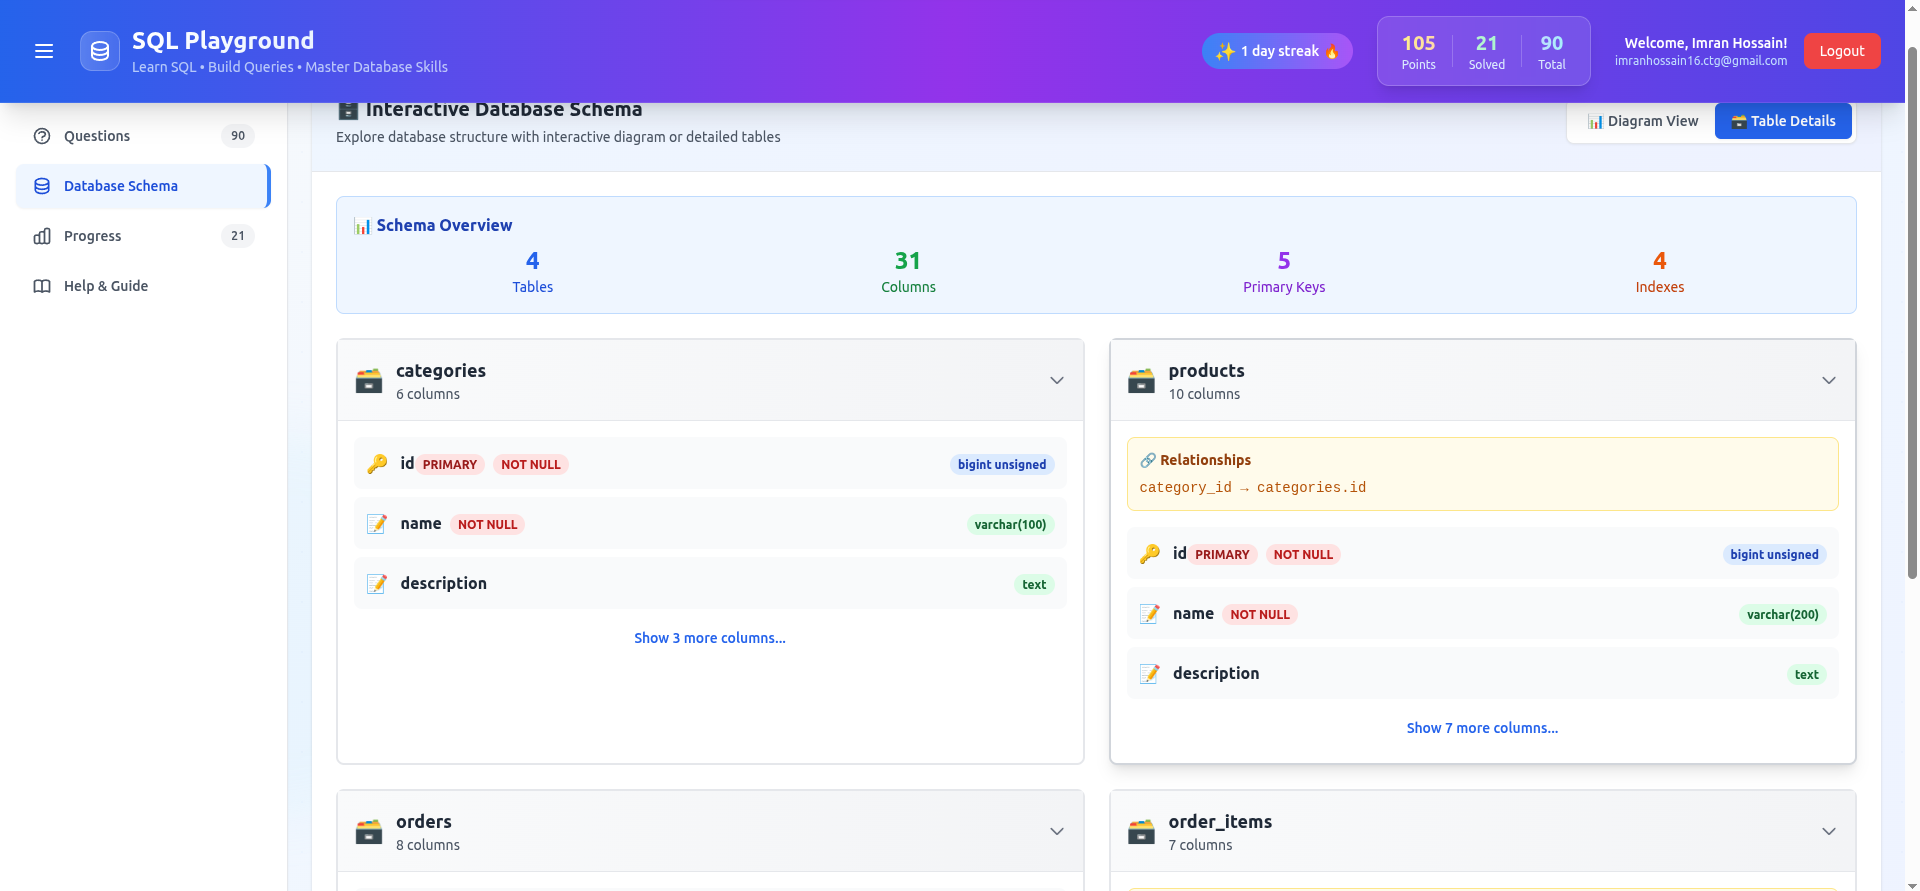 SQL Playground
Learn SQL • Build Queries • Master Database Skills
✨ 1 day streak 🔥
105
Points
21
Solved
90
Total
Welcome, Imran Hossain!
imranhossain16.ctg@gmail.com
Logout
Questions
90
Database Schema
Progress
21
Help & Guide
Interactive Database Schema
Explore database structure with interactive diagram or detailed tables
Diagram View
Table Details
Schema Overview
4
Tables
31
Columns
5
Primary Keys
4
Indexes
categories
6 columns
id PRIMARY NOT NULL bigint unsigned
name NOT NULL varchar(100)
description text
Show 3 more columns...
products
10 columns
Relationships
category_id → categories.id
id PRIMARY NOT NULL bigint unsigned
name NOT NULL varchar(200)
description text
Show 7 more columns...
orders
8 columns
order_items
7 columns